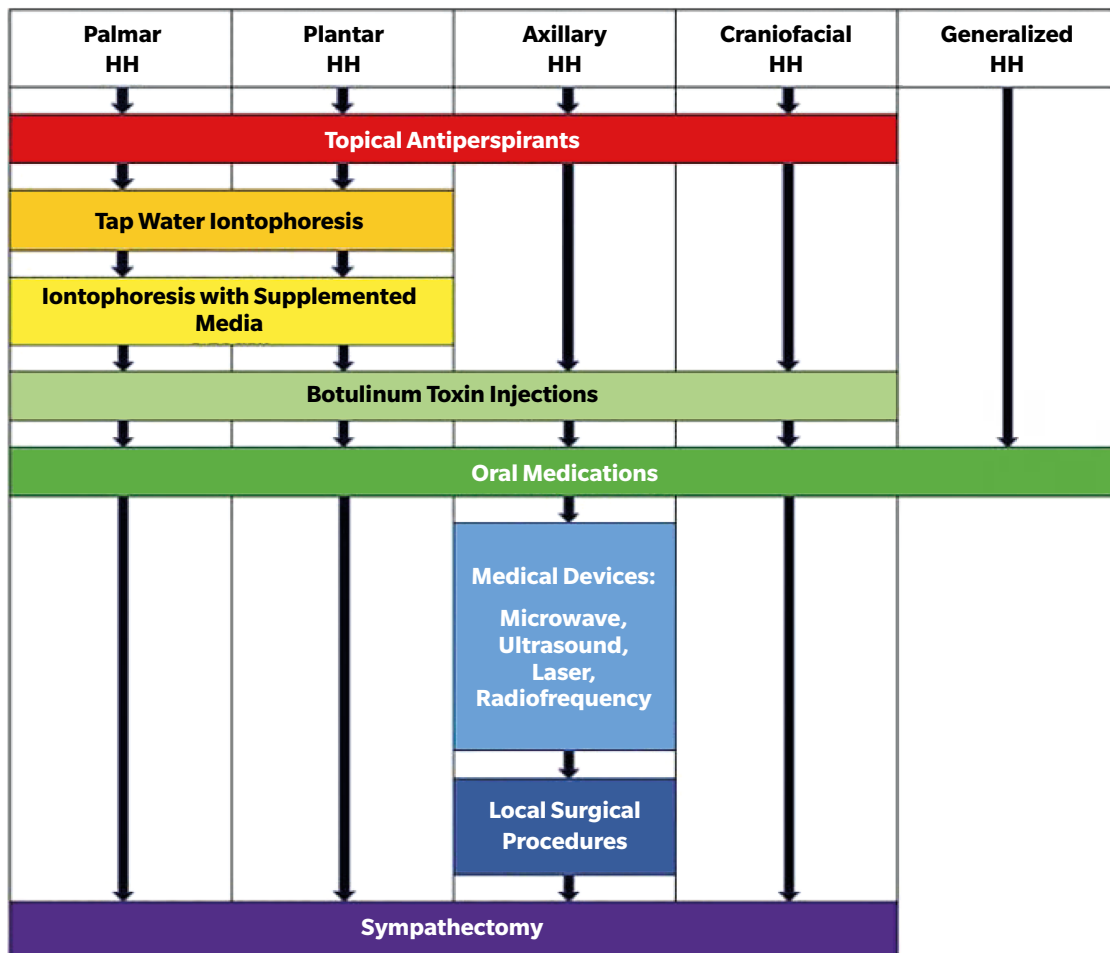 Palmar
HH
Plantar
HH
Axillary
HH
Craniofacial
HH
Generalized
HH
Topical Antiperspirants
Tap Water Iontophoresis
Iontophoresis with Supplemented
Media
Botulinum Toxin Injections
Oral Medications
Medical Devices:
Microwave,
Ultrasound,
Laser,
Radiofrequency
Local Surgical
Procedures
Sympathectomy